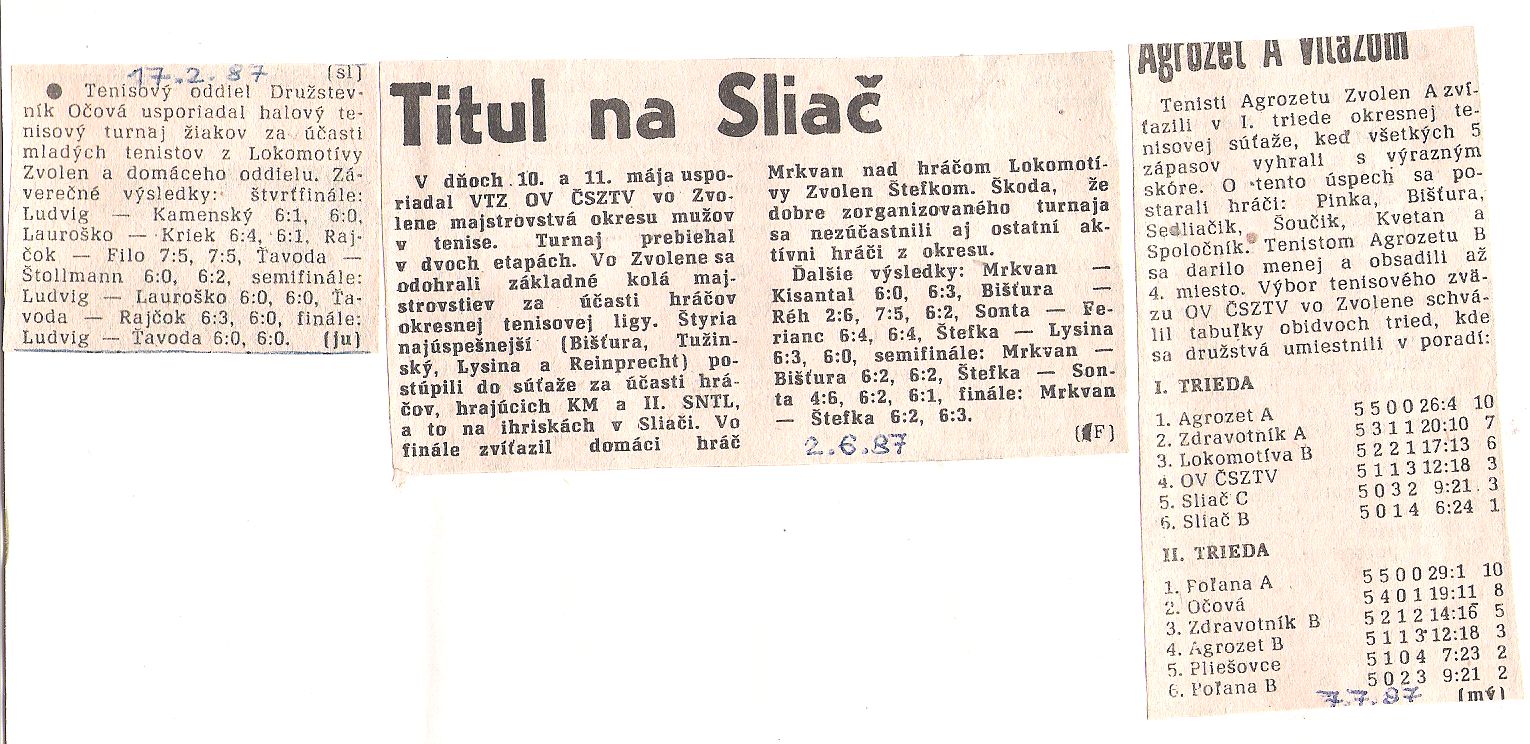 17.2.87 (sl)
● Tenisový oddiel Družstev-
ník Očová usporiadal halový te-
nisový turnaj žiakov za účasti
mladých tenistov z Lokomotívy
Zvolen a domáceho oddielu. Zá-
verečné výsledky: štvrťfinále:
Ludvig — Kamenský 6:1, 6:0,
Lauroško — Kriek 6:4, 6:1, Raj-
čok — Filo 7:5, 7:5, Ťavoda —
Štollmann 6:0, 6:2, semifinále:
Ludvig — Lauroško 6:0, 6:0, Ťa-
voda — Rajčok 6:3, 6:0, finále:
Ludvig — Ťavoda 6:0, 6:0. (ju)
Titul na Sliač
V dňoch 10. a 11. mája uspo-
riadal VTZ OV ČSZTV vo Zvo-
lene majstrovstvá okresu mužov
v tenise. Turnaj prebiehal
v dvoch etapách. Vo Zvolene sa
odohrali základné kolá maj-
strovstiev za účasti hráčov
okresnej tenisovej ligy. Štyria
najúspešnejší (Bišťura, Tužin-
ský, Lysina a Reinprecht) po-
stúpili do súťaže za účasti hrá-
čov, hrajúcich KM a II. SNTL,
a to na ihriskách v Sliači. Vo
finále zvíťazil domáci hráč
Mrkvan nad hráčom Lokomotí-
vy Zvolen Štefkom. Škoda, že
dobre zorganizovaného turnaja
sa nezúčastnili aj ostatní ak-
tívni hráči z okresu.
Ďalšie výsledky: Mrkvan —
Kisantal 6:0, 6:3, Bišťura —
Réh 2:6, 7:5, 6:2, Sonta — Fe-
rianc 6:4, 6:4, Štefka — Lysina
6:3, 6:0, semifinále: Mrkvan —
Bišťura 6:2, 6:2, Štefka — Son-
ta 4:6, 6:2, 6:1, finále: Mrkvan
— Štefka 6:2, 6:3.
2.6.87
Agrozet A víťazom
Tenisti Agrozetu Zvolen A zví-
ťazili v I. triede okresnej te-
nisovej súťaže, keď všetkých 5
zápasov vyhrali s výrazným
skóre. O tento úspech sa po-
starali hráči: Pinka, Bišťura,
Sedliačik, Součik, Kvetan a
Spoločník. Tenistom Agrozetu B
sa darilo menej a obsadili až
4. miesto. Výbor tenisového zvä-
zu OV ČSZTV vo Zvolene schvá-
lil tabuľky obidvoch tried, kde
sa družstvá umiestnili v poradí:
I. TRIEDA
1. Agrozet A 5 5 0 0 26:4 10
2. Zdravotník A 5 3 1 1 20:10 7
3. Lokomotíva B 5 2 2 1 17:13 6
4. OV ČSZTV 5 1 1 3 12:18 3
5. Sliač C 5 0 3 2 9:21 3
6. Sliač B 5 0 1 4 6:24 1
II. TRIEDA
1. Poľana A 5 5 0 0 29:1 10
2. Očová 5 4 0 1 19:11 8
3. Zdravotník B 5 2 1 2 14:16 5
4. Agrozet B 5 1 1 3 12:18 3
5. Pliešovce 5 1 0 4 7:23 2
6. Poľana B 5 0 2 3 9:21 2
7.7.87 (mý)